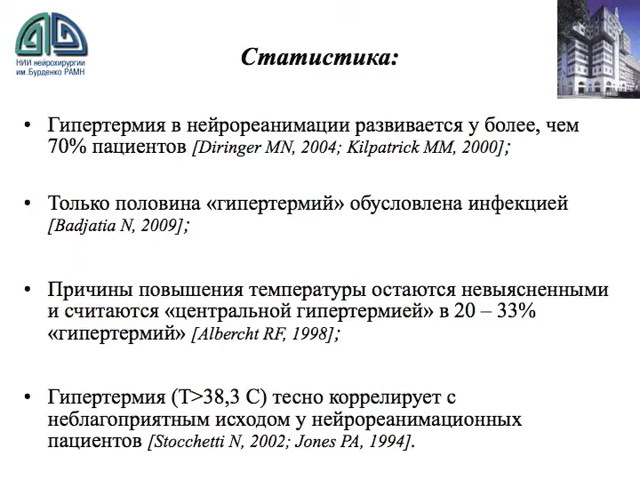 НИИ нейрохирургии
им.Бурденко РАМН
Статистика:
• Гипертермия в нейрореанимации развивается у более, чем
70% пациентов [Diringer MN, 2004; Kilpatrick MM, 2000];
• Только половина «гипертермий» обусловлена инфекцией
[Badjatia N, 2009];
• Причины повышения температуры остаются невыясненными
и считаются «центральной гипертермией» в 20 – 33%
«гипертермий» [Albercht RF, 1998];
• Гипертермия (Т>38,3 С) тесно коррелирует с
неблагоприятным исходом у нейрореанимационных
пациентов [Stocchetti N, 2002; Jones PA, 1994].